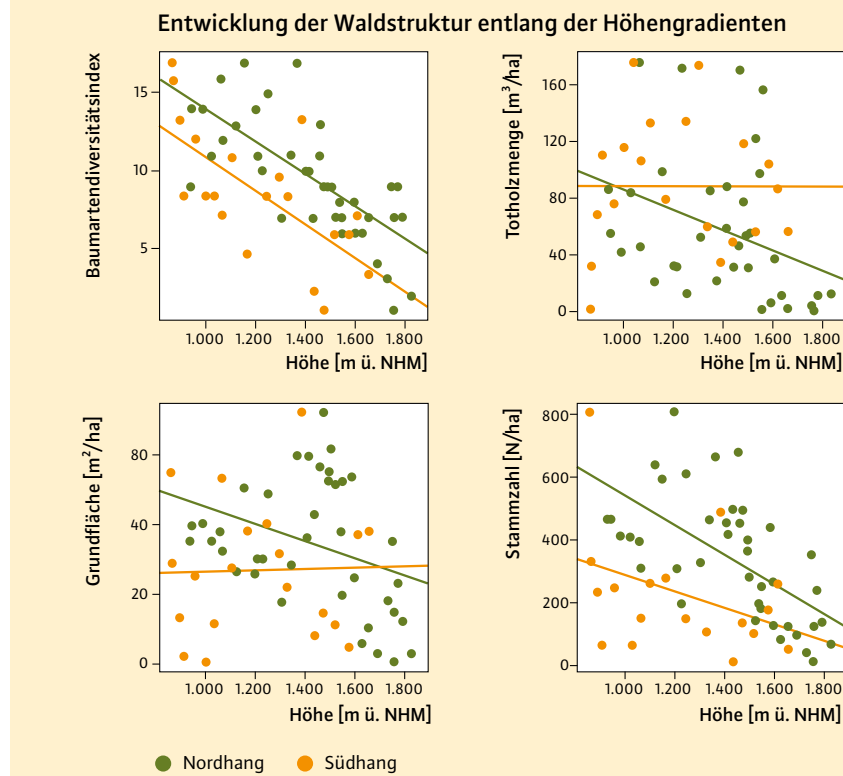 Entwicklung der Waldstruktur entlang der Höhengradienten
Baumartendiversitätsindex
15
10
5
1.000 1.200 1.400 1.600 1.800
Höhe [m ü. NHM]
Totholzmenge [m³/ha]
160
120
80
40
0
1.000 1.200 1.400 1.600 1.800
Höhe [m ü. NHM]
Grundfläche [m²/ha]
80
40
20
0
1.000 1.200 1.400 1.600 1.800
Höhe [m ü. NHM]
Stammzahl [N/ha]
800
600
400
200
0
1.000 1.200 1.400 1.600 1.800
Höhe [m ü. NHM]
Nordhang Südhang